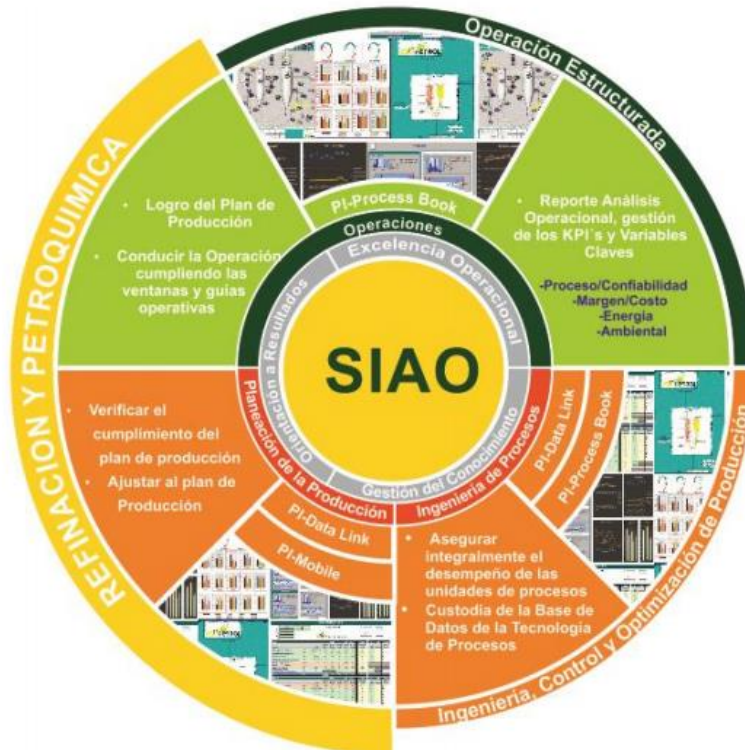 Operación Estructurada
REFINACION Y PETROQUIMICA
Ingeniería, Control y Optimización de Producción
PI-Process Book
Operaciones
Excelencia Operacional
Orientación a Resultados
Gestión del Conocimiento
SIAO
• Logro del Plan de
Producción
• Conducir la Operación
cumpliendo las
ventanas y guías
operativas
• Reporte Análisis
Operacional, gestión
de los KPI´s y Variables
Claves
-Proceso/Confiabilidad
-Margen/Costo
-Energía
-Ambiental
• Verificar el
cumplimiento del
plan de producción
• Ajustar al plan de
Producción
Planeación de la Producción
PI-Data Link
PI-Mobile
Ingeniería de Procesos
PI-Data Link
PI-Process Book
• Asegurar
integralmente el
desempeño de las
unidades de procesos
• Custodia de la Base de
Datos de la Tecnología
de Procesos